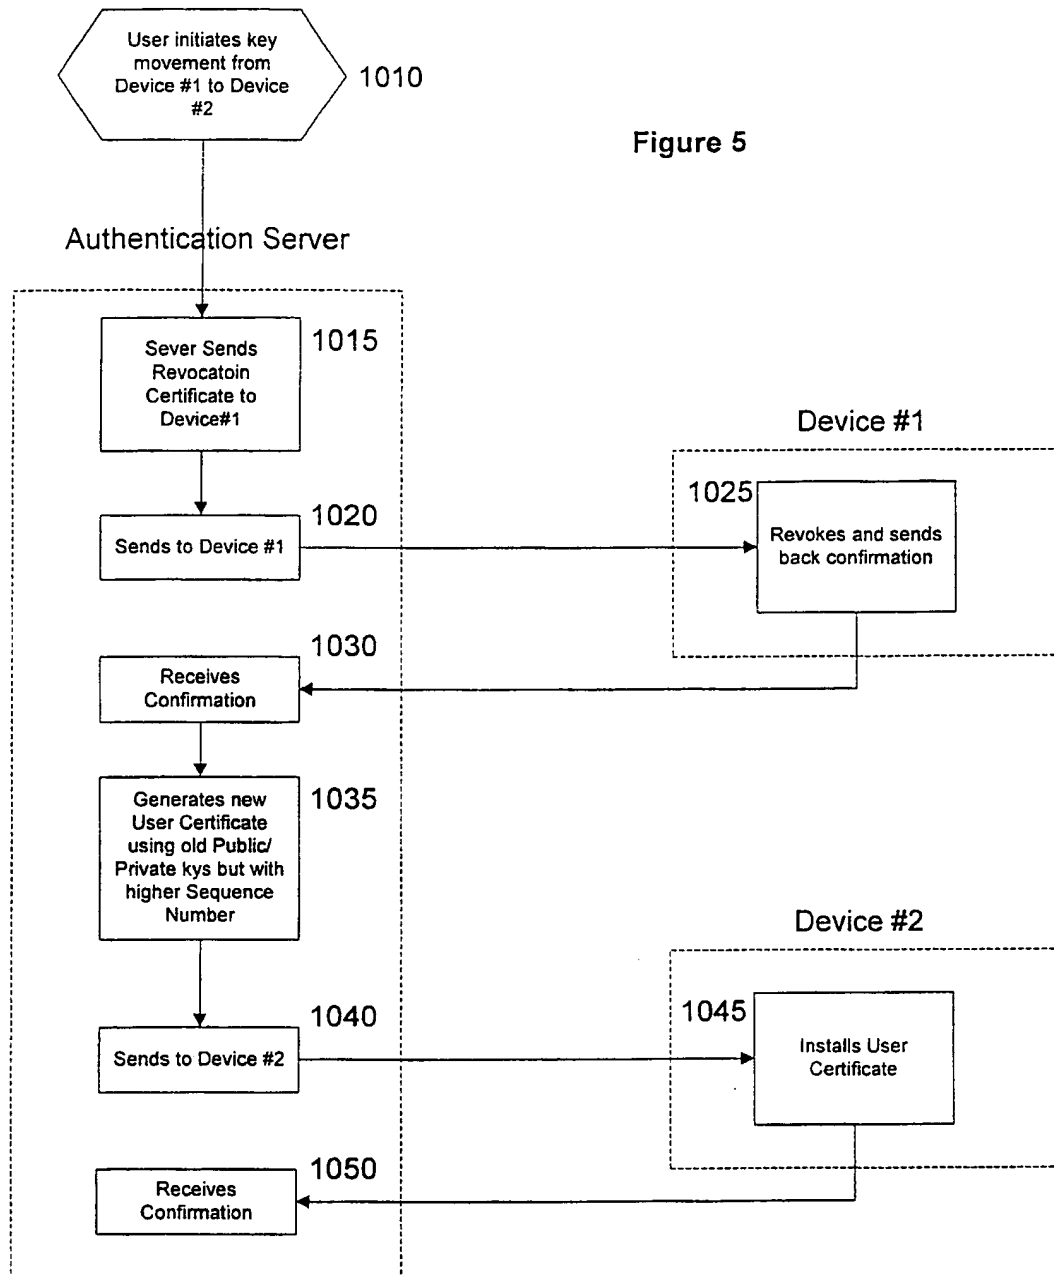 User initiates key
movement from
Device #1 to Device
#2
1010
Figure 5
Authentication Server
1015
Sever Sends
Revocatoin
Certificate to
Device#1
1020
Sends to Device #1
Device #1
1025
Revokes and sends
back confirmation
1030
Receives
Confirmation
1035
Generates new
User Certificate
using old Public/
Private kys but with
higher Sequence
Number
1040
Sends to Device #2
Device #2
1045
Installs User
Certificate
1050
Receives
Confirmation